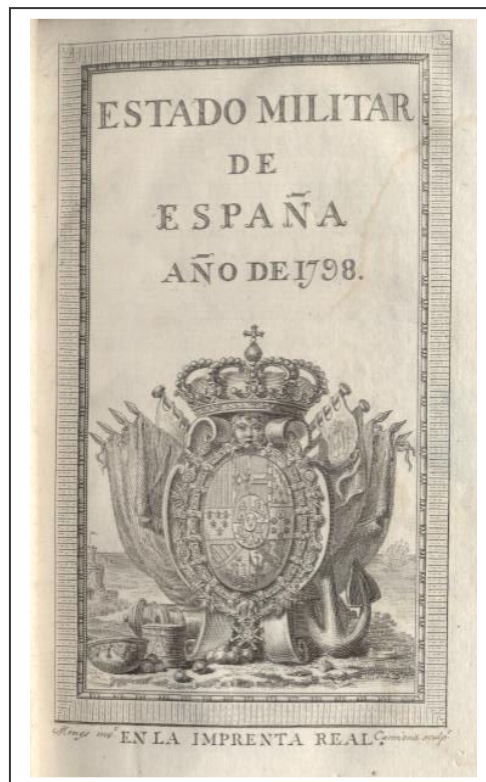 ESTADO MILITAR
DE
ESPAÑA
AÑO DE 1798.
EN LA IMPRENTA REAL.